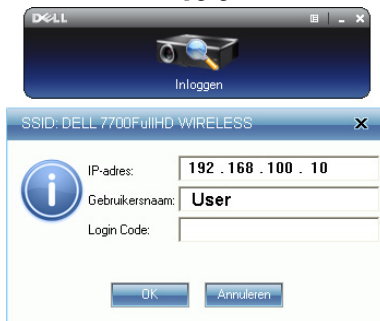 DELL
Inloggen
SSID: DELL 7700FullHD WIRELESS
IP-adres: 192 . 168 . 100 . 10
Gebruikersnaam: User
Login Code:
OK Annuleren